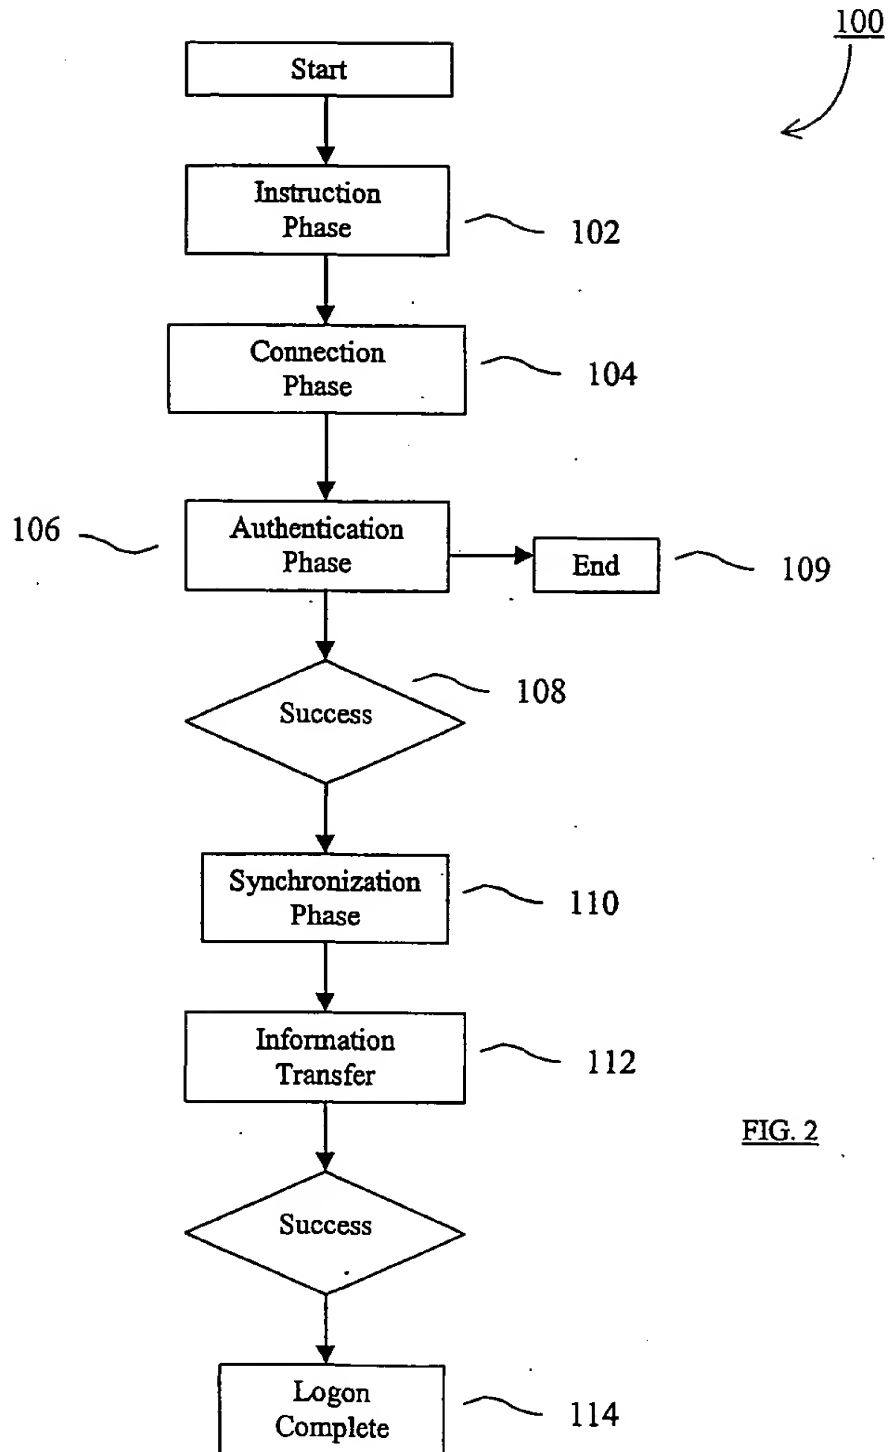 100
Start
Instruction
Phase
102
Connection
Phase
104
106
Authentication
Phase
End
109
108
Success
Synchronization
Phase
110
Information
Transfer
112
FIG. 2
Success
Logon
Complete
114